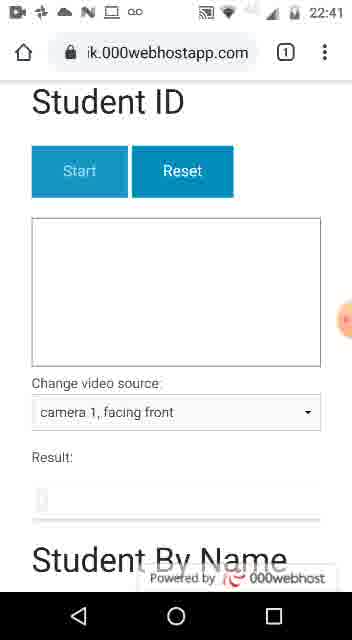 22:41
ik.000webhostapp.com
1
Student ID
Start
Reset
Change video source:
camera 1, facing front
Result:
Student By Name
Powered by 000webhost